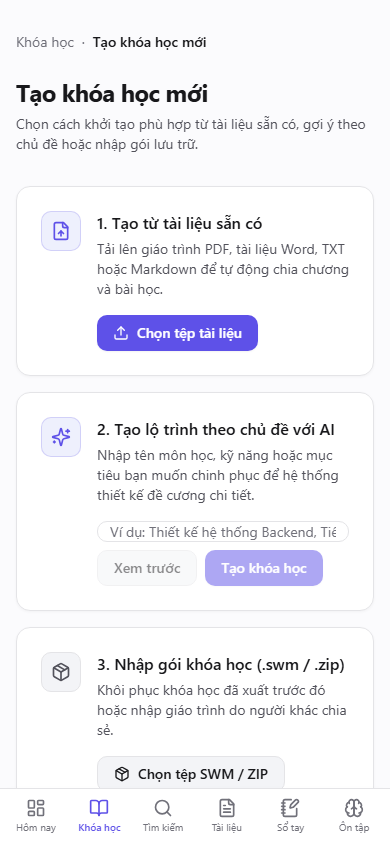 Khóa học · Tạo khóa học mới
Tạo khóa học mới
Chọn cách khởi tạo phù hợp từ tài liệu sẵn có, gợi ý theo
chủ đề hoặc nhập gói lưu trữ.
1. Tạo từ tài liệu sẵn có
Tải lên giáo trình PDF, tài liệu Word, TXT
hoặc Markdown để tự động chia chương
và bài học.
Chọn tệp tài liệu
2. Tạo lộ trình theo chủ đề với AI
Nhập tên môn học, kỹ năng hoặc mục
tiêu bạn muốn chinh phục để hệ thống
thiết kế đề cương chi tiết.
Ví dụ: Thiết kế hệ thống Backend, Tiế
Xem trước Tạo khóa học
3. Nhập gói khóa học (.swm / .zip)
Khôi phục khóa học đã xuất trước đó
hoặc nhập giáo trình do người khác chia
sẻ.
Chọn tệp SWM / ZIP
Hôm nay Khóa học Tìm kiếm Tài liệu Sổ tay Ôn tập